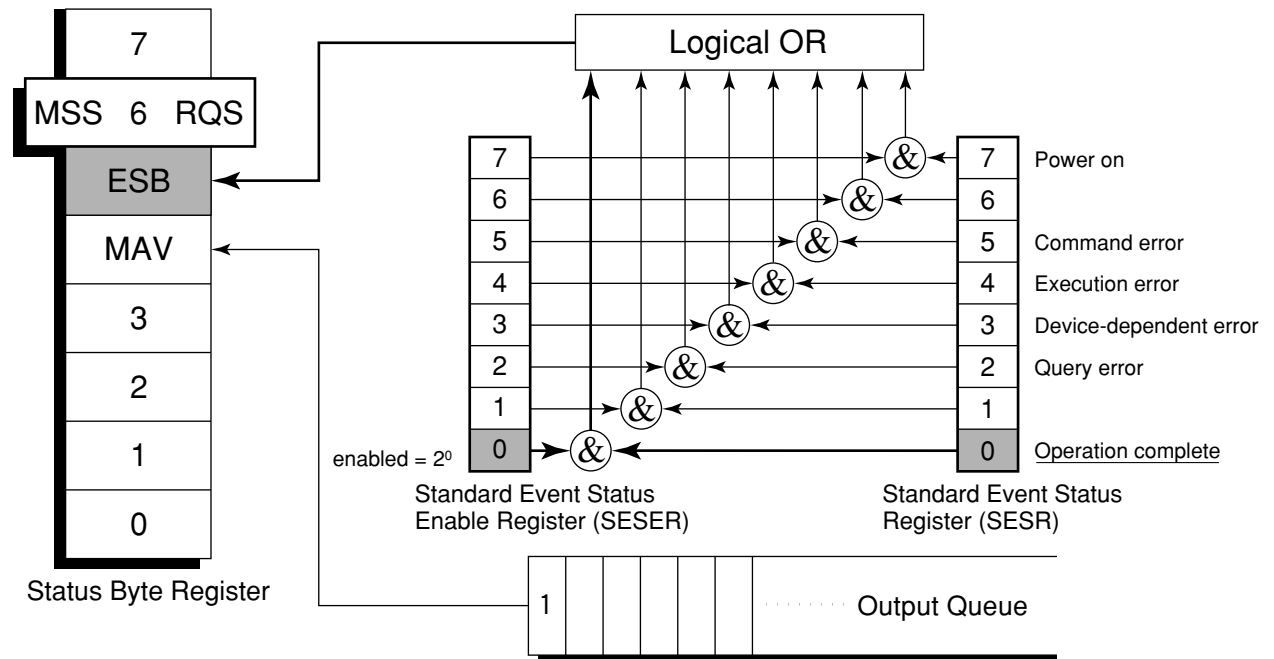 Logical OR
7
MSS 6 RQS
ESB
MAV
3
2
1
0
Status Byte Register
7
6
5
4
3
2
1
0
enabled = 2⁰
Standard Event Status
Enable Register (SESER)
&
&
&
&
&
&
&
&
7 Power on
6
5 Command error
4 Execution error
3 Device-dependent error
2 Query error
1
0 Operation complete
Standard Event Status
Register (SESR)
1 Output Queue